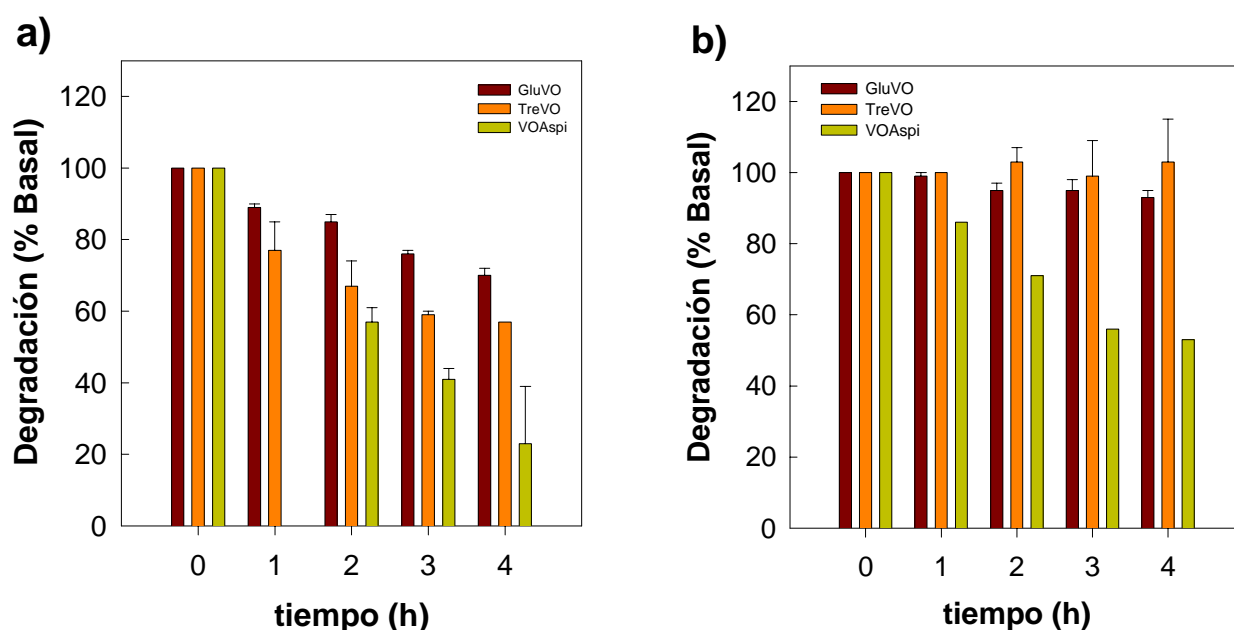 a)
Degradación (% Basal)
120
100
80
60
40
20
0
GluVO
TreVO
VOAspi
0 1 2 3 4
tiempo (h)
b)
Degradación (% Basal)
120
100
80
60
40
20
0
GluVO
TreVO
VOAspi
0 1 2 3 4
tiempo (h)